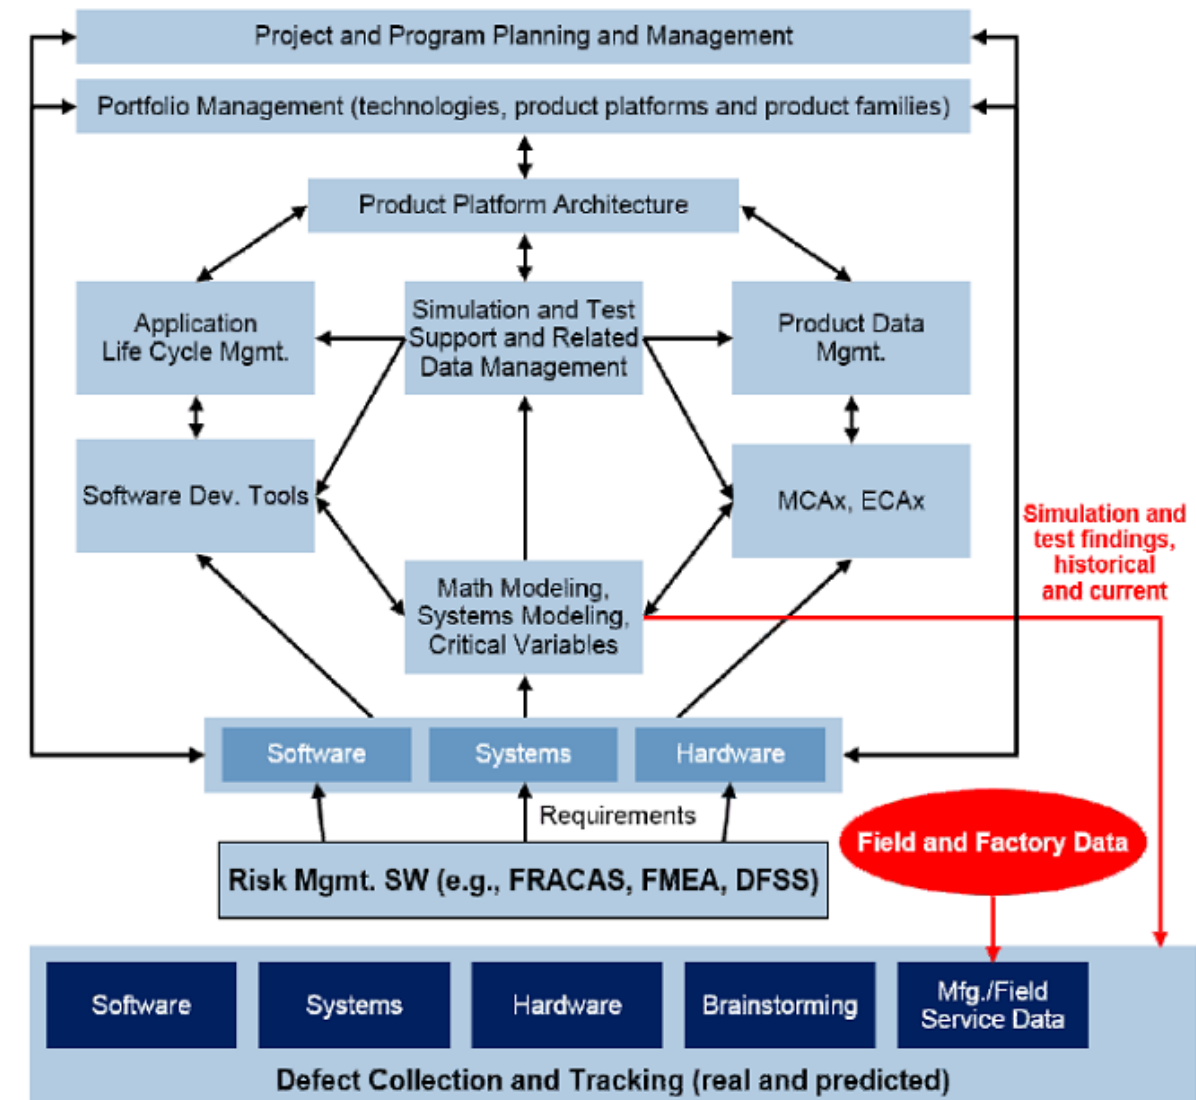 Project and Program Planning and Management
Portfolio Management (technologies, product platforms and product families)
Product Platform Architecture
Application
Life Cycle Mgmt.
Simulation and Test
Support and Related
Data Management
Product Data
Mgmt.
Software Dev. Tools
MCAx, ECAx
Simulation and
test findings,
historical
and current
Math Modeling,
Systems Modeling,
Critical Variables
Software
Systems
Hardware
Requirements
Field and Factory Data
Risk Mgmt. SW (e.g., FRACAS, FMEA, DFSS)
Software
Systems
Hardware
Brainstorming
Mfg./Field
Service Data
Defect Collection and Tracking (real and predicted)